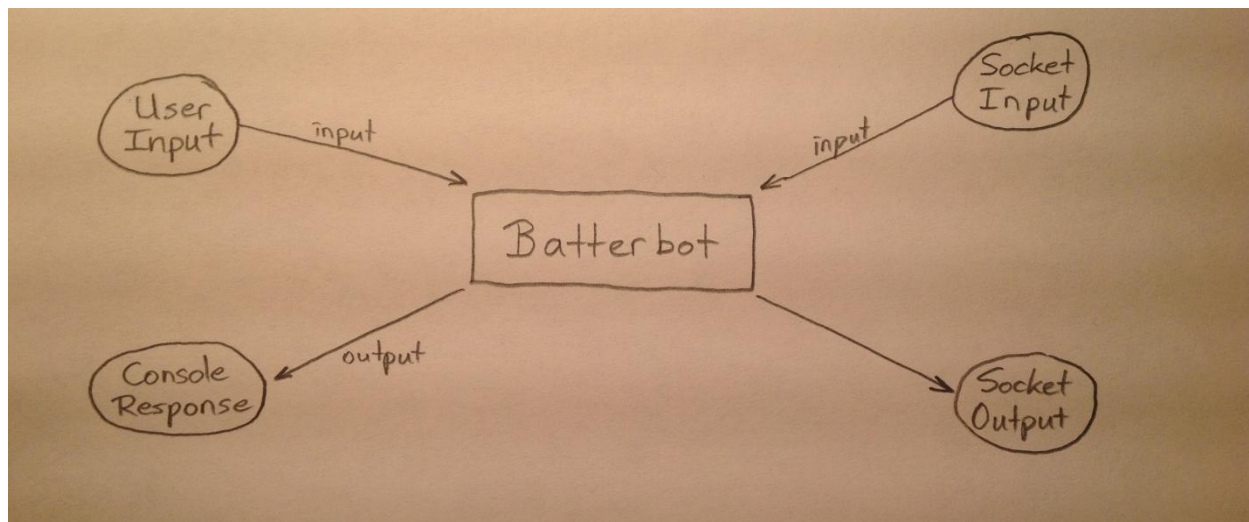 User
Input
input
Socket
Input
input
Batterbot
output
Console
Response
Socket
Output